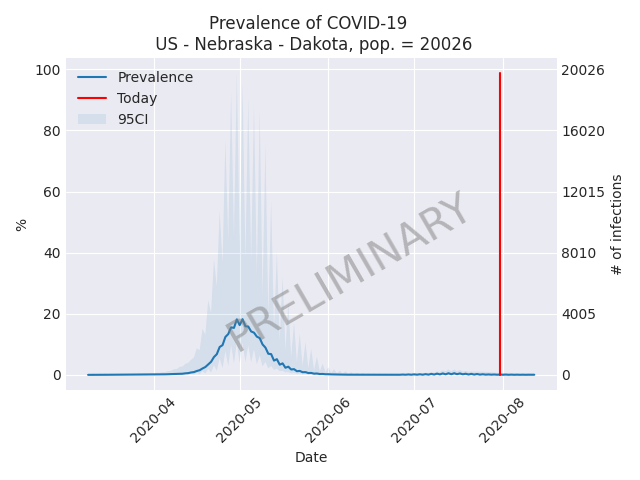 Prevalence of COVID-19
US - Nebraska - Dakota, pop. = 20026
Prevalence
Today
95CI
100
80
60
40
20
0
%
20026
16020
12015
8010
4005
0
# of infections
PRELIMINARY
2020-04
2020-05
2020-06
2020-07
2020-08
Date